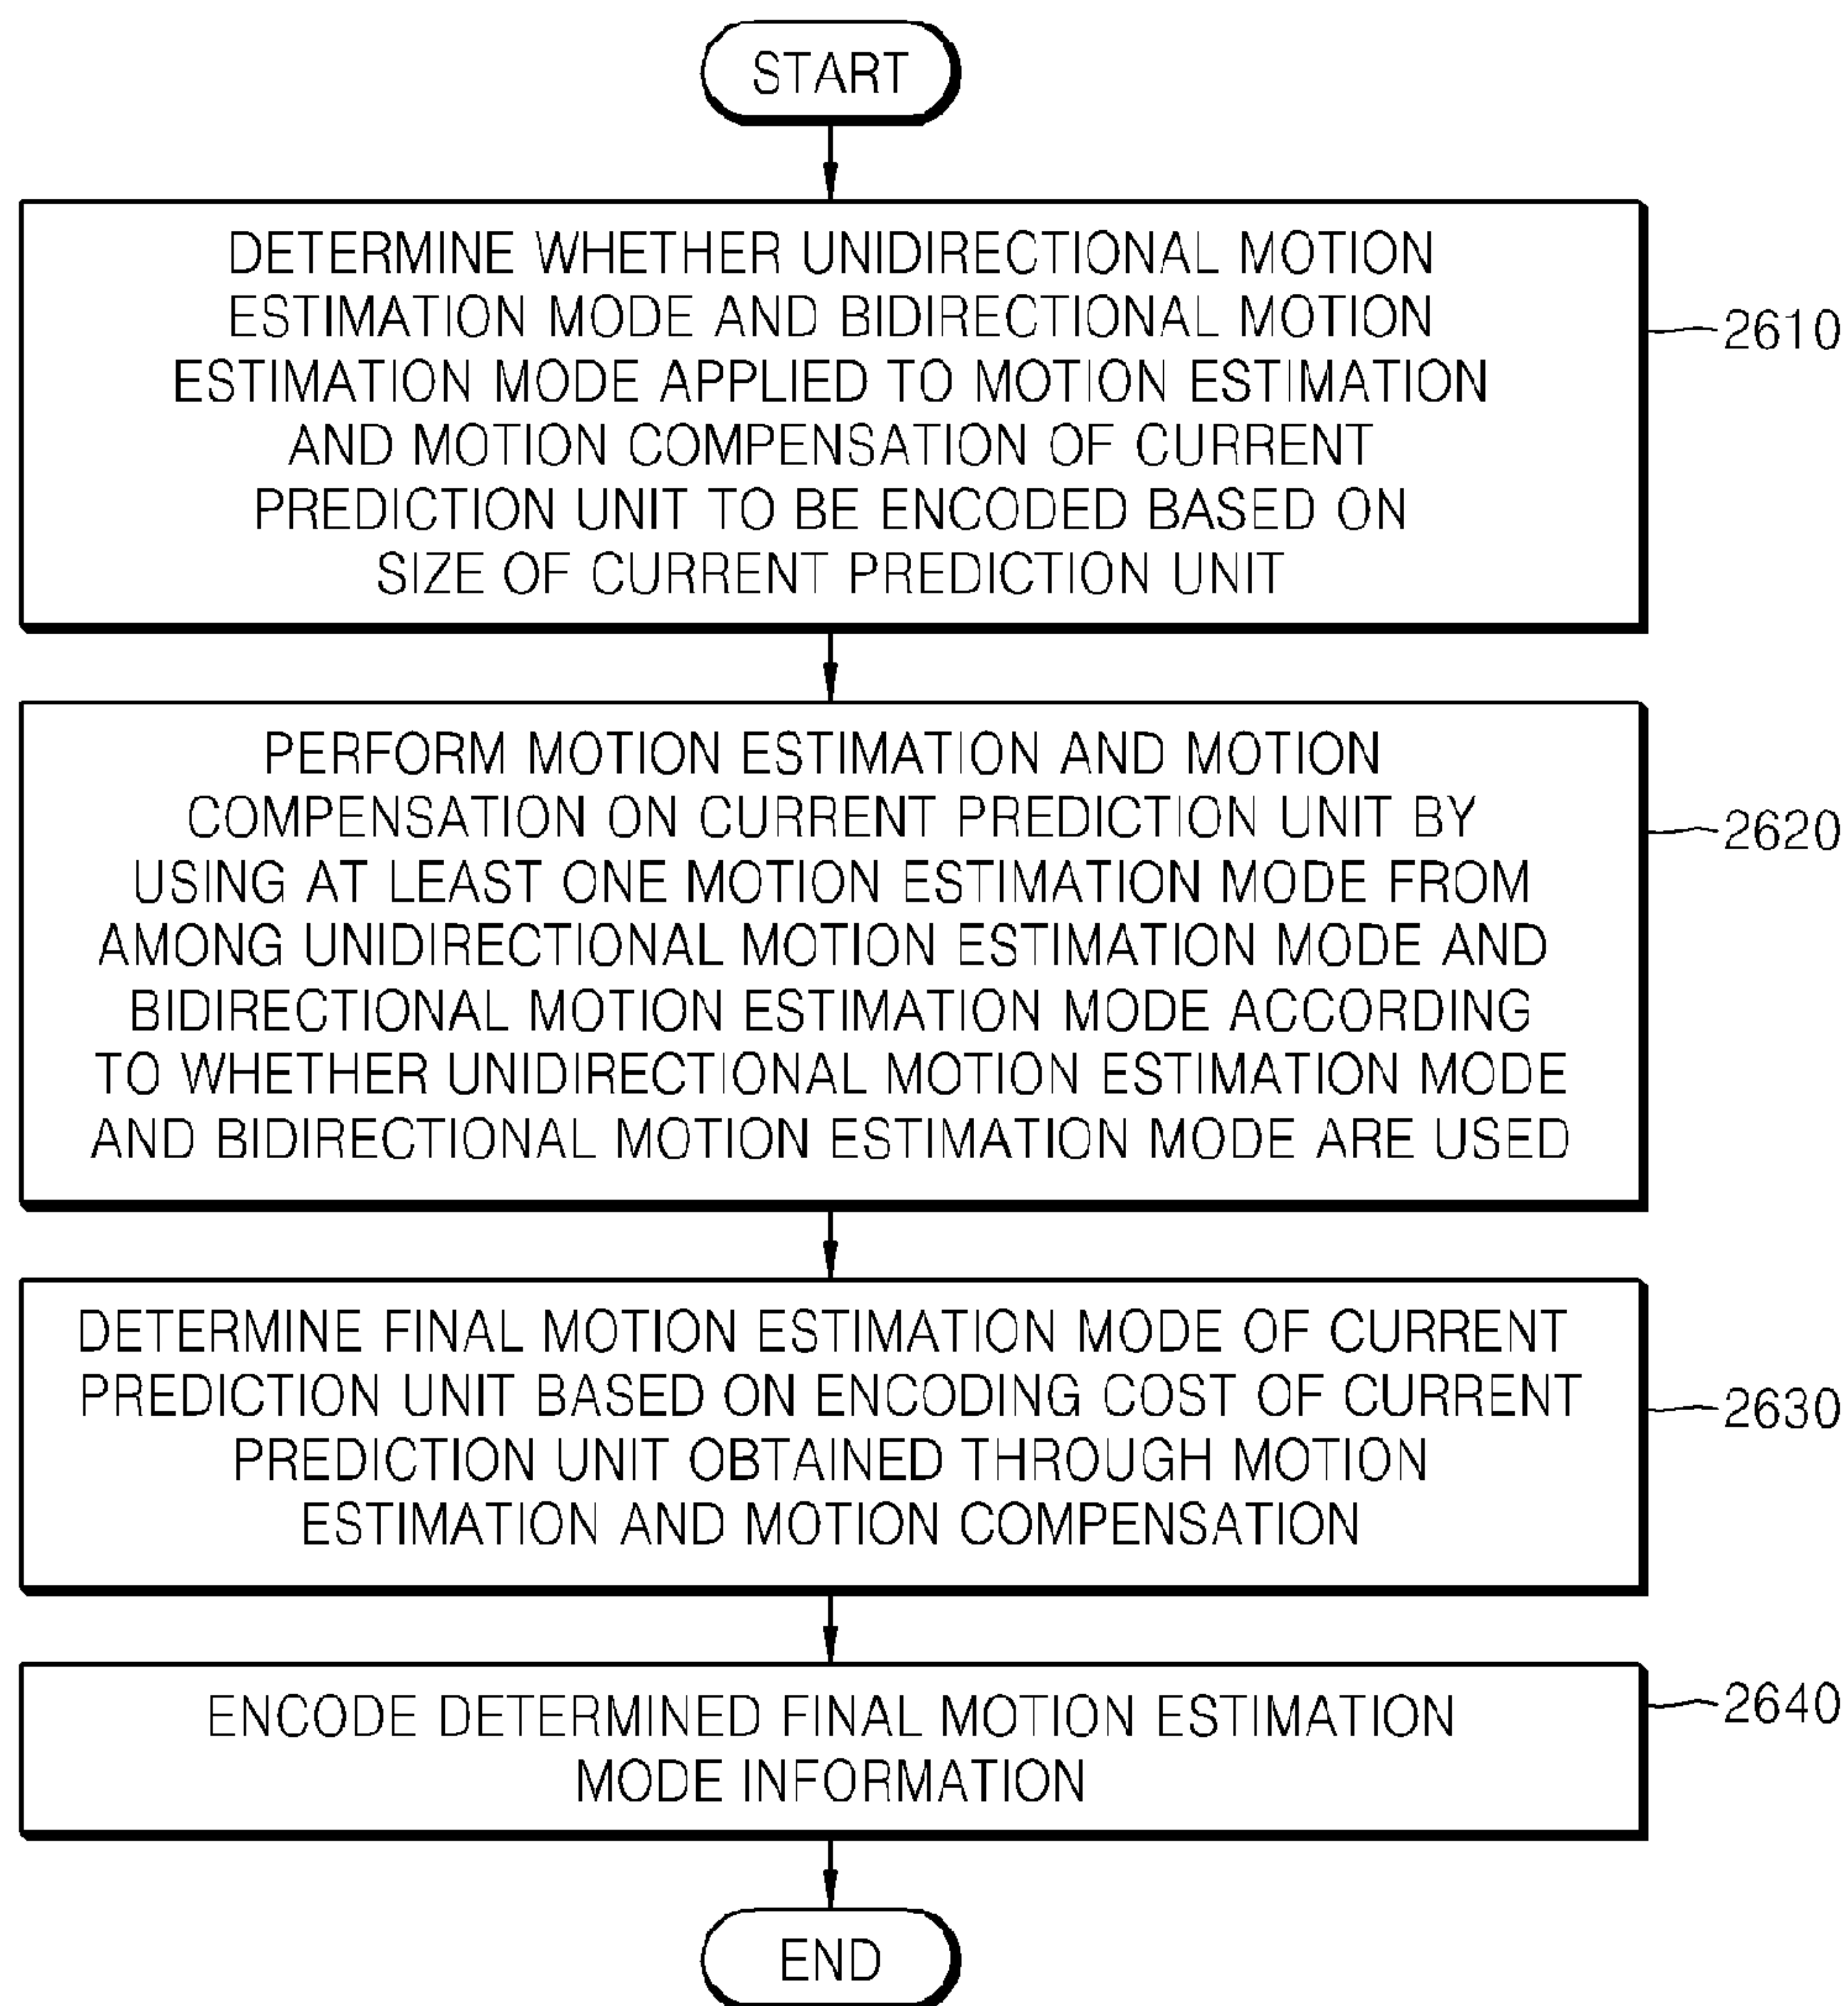 START
DETERMINE WHETHER UNIDIRECTIONAL MOTION
ESTIMATION MODE AND BIDIRECTIONAL MOTION
ESTIMATION MODE APPLIED TO MOTION ESTIMATION
AND MOTION COMPENSATION OF CURRENT
PREDICTION UNIT TO BE ENCODED BASED ON
SIZE OF CURRENT PREDICTION UNIT
2610
PERFORM MOTION ESTIMATION AND MOTION
COMPENSATION ON CURRENT PREDICTION UNIT BY
USING AT LEAST ONE MOTION ESTIMATION MODE FROM
AMONG UNIDIRECTIONAL MOTION ESTIMATION MODE AND
BIDIRECTIONAL MOTION ESTIMATION MODE ACCORDING
TO WHETHER UNIDIRECTIONAL MOTION ESTIMATION MODE
AND BIDIRECTIONAL MOTION ESTIMATION MODE ARE USED
2620
DETERMINE FINAL MOTION ESTIMATION MODE OF CURRENT
PREDICTION UNIT BASED ON ENCODING COST OF CURRENT
PREDICTION UNIT OBTAINED THROUGH MOTION
ESTIMATION AND MOTION COMPENSATION
2630
ENCODE DETERMINED FINAL MOTION ESTIMATION
MODE INFORMATION
2640
END